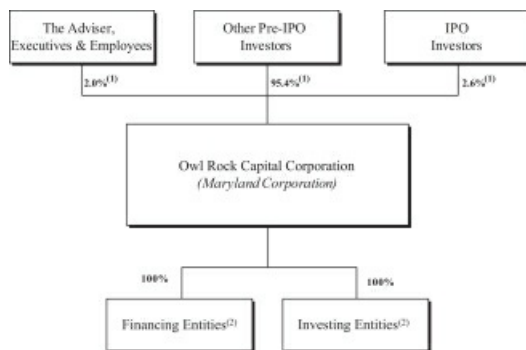 The Adviser,
Executives & Employees
Other Pre-IPO
Investors
IPO
Investors
2.0%(1)
95.4%(1)
2.6%(1)
Owl Rock Capital Corporation
(Maryland Corporation)
100%
100%
Financing Entities(2)
Investing Entities(2)